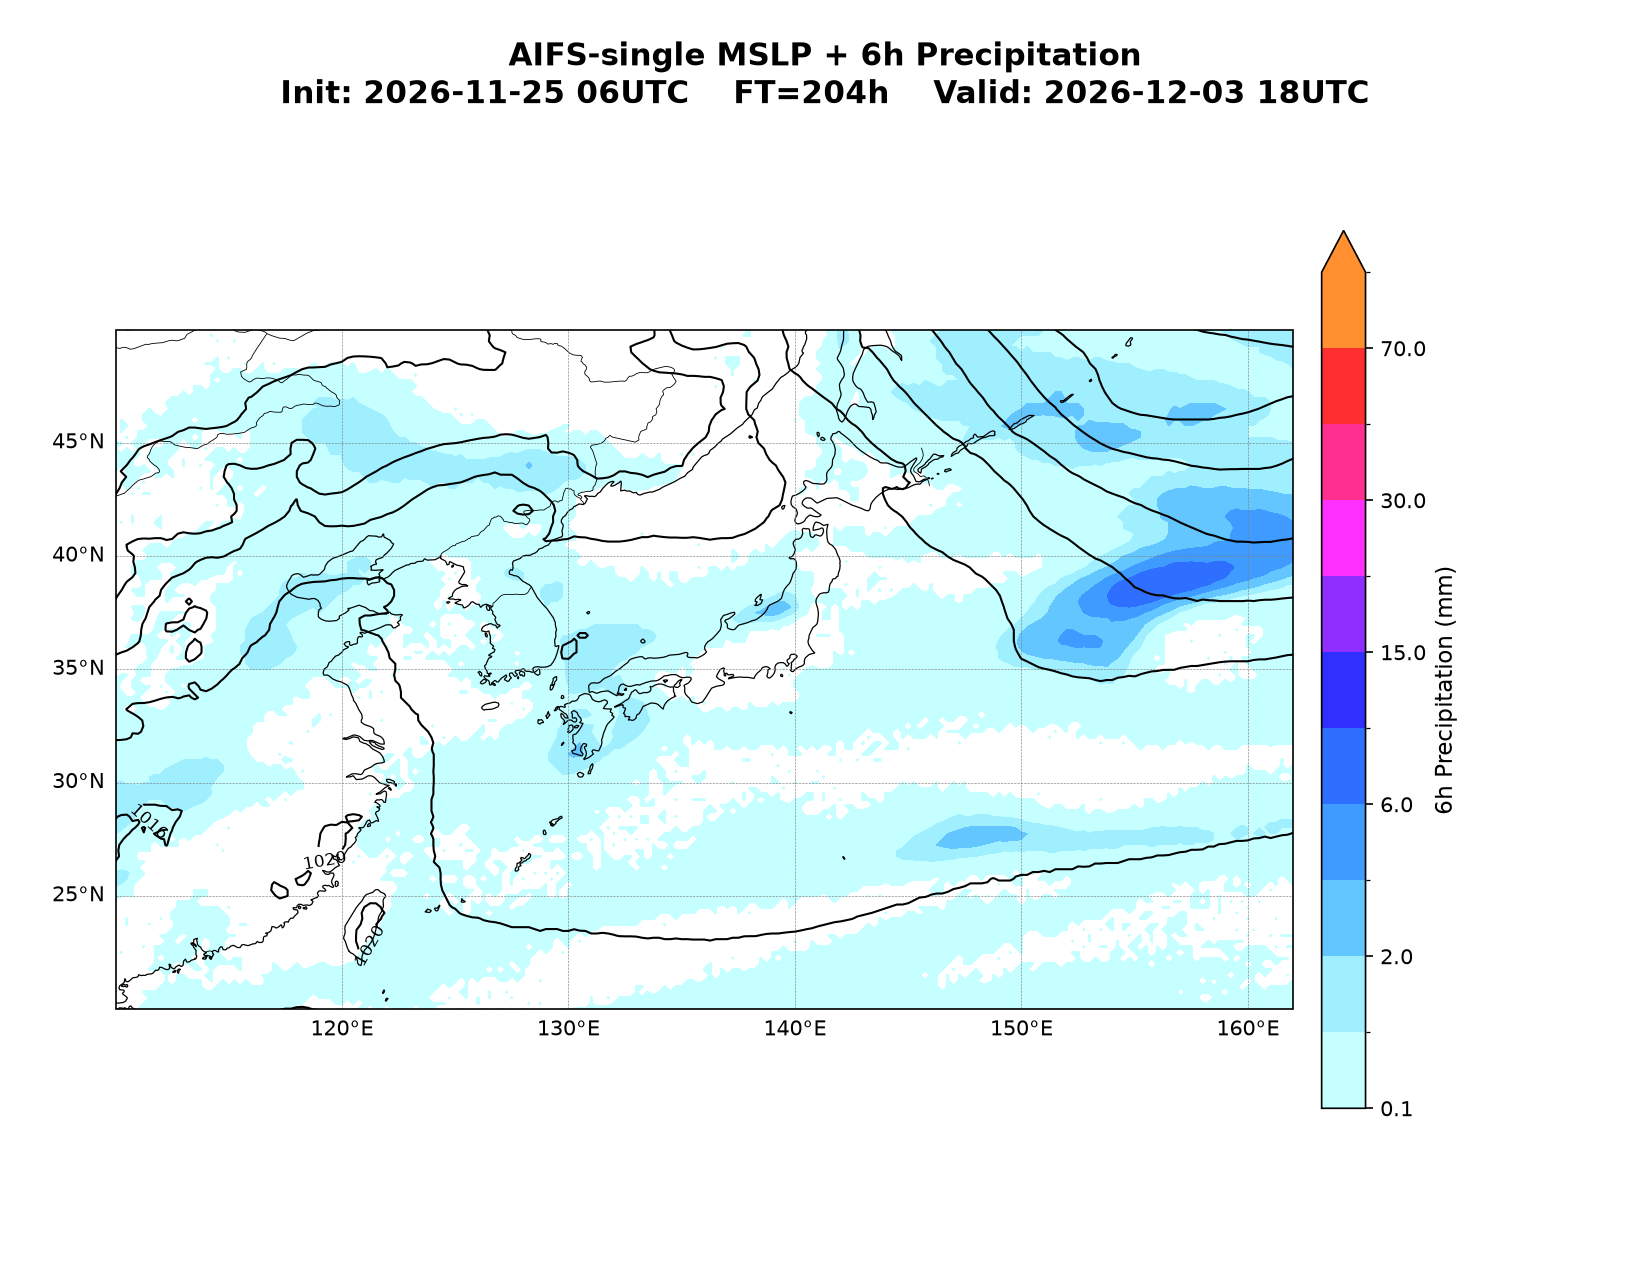 AIFS-single MSLP + 6h Precipitation
Init: 2026-11-25 06UTC    FT=204h    Valid: 2026-12-03 18UTC
70.0
30.0
15.0
6.0
2.0
0.1
6h Precipitation (mm)
45°N
40°N
35°N
30°N
25°N
1016
1020
1020
120°E
130°E
140°E
150°E
160°E